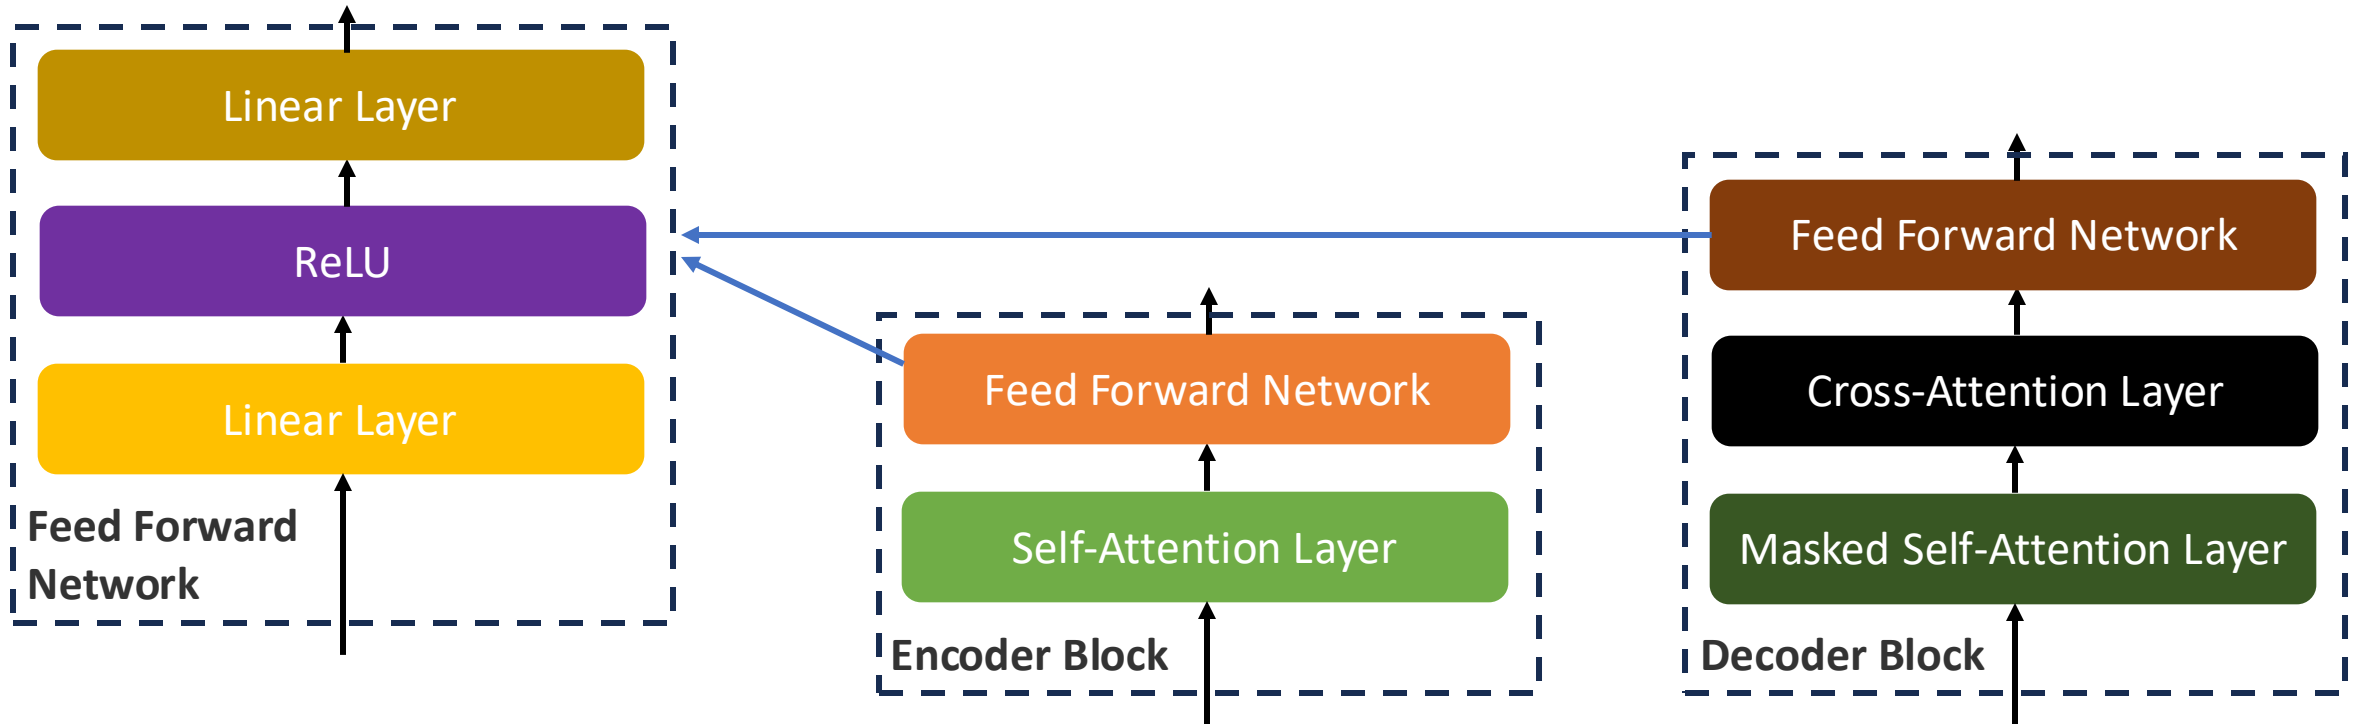 Linear Layer
ReLU
Linear Layer
Feed Forward
Network
Feed Forward Network
Self-Attention Layer
Encoder Block
Feed Forward Network
Cross-Attention Layer
Masked Self-Attention Layer
Decoder Block